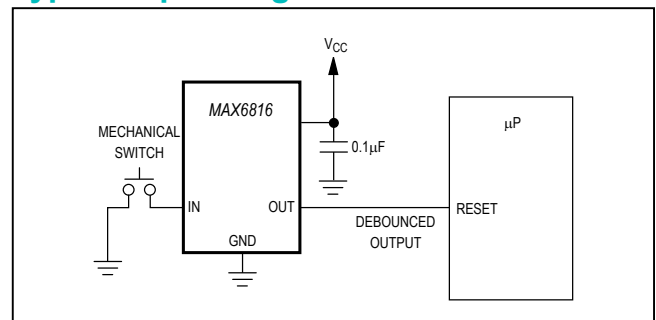 V_CC
MAX6816
μP
MECHANICAL
SWITCH
0.1μF
IN
OUT
RESET
DEBOUNCED
OUTPUT
GND